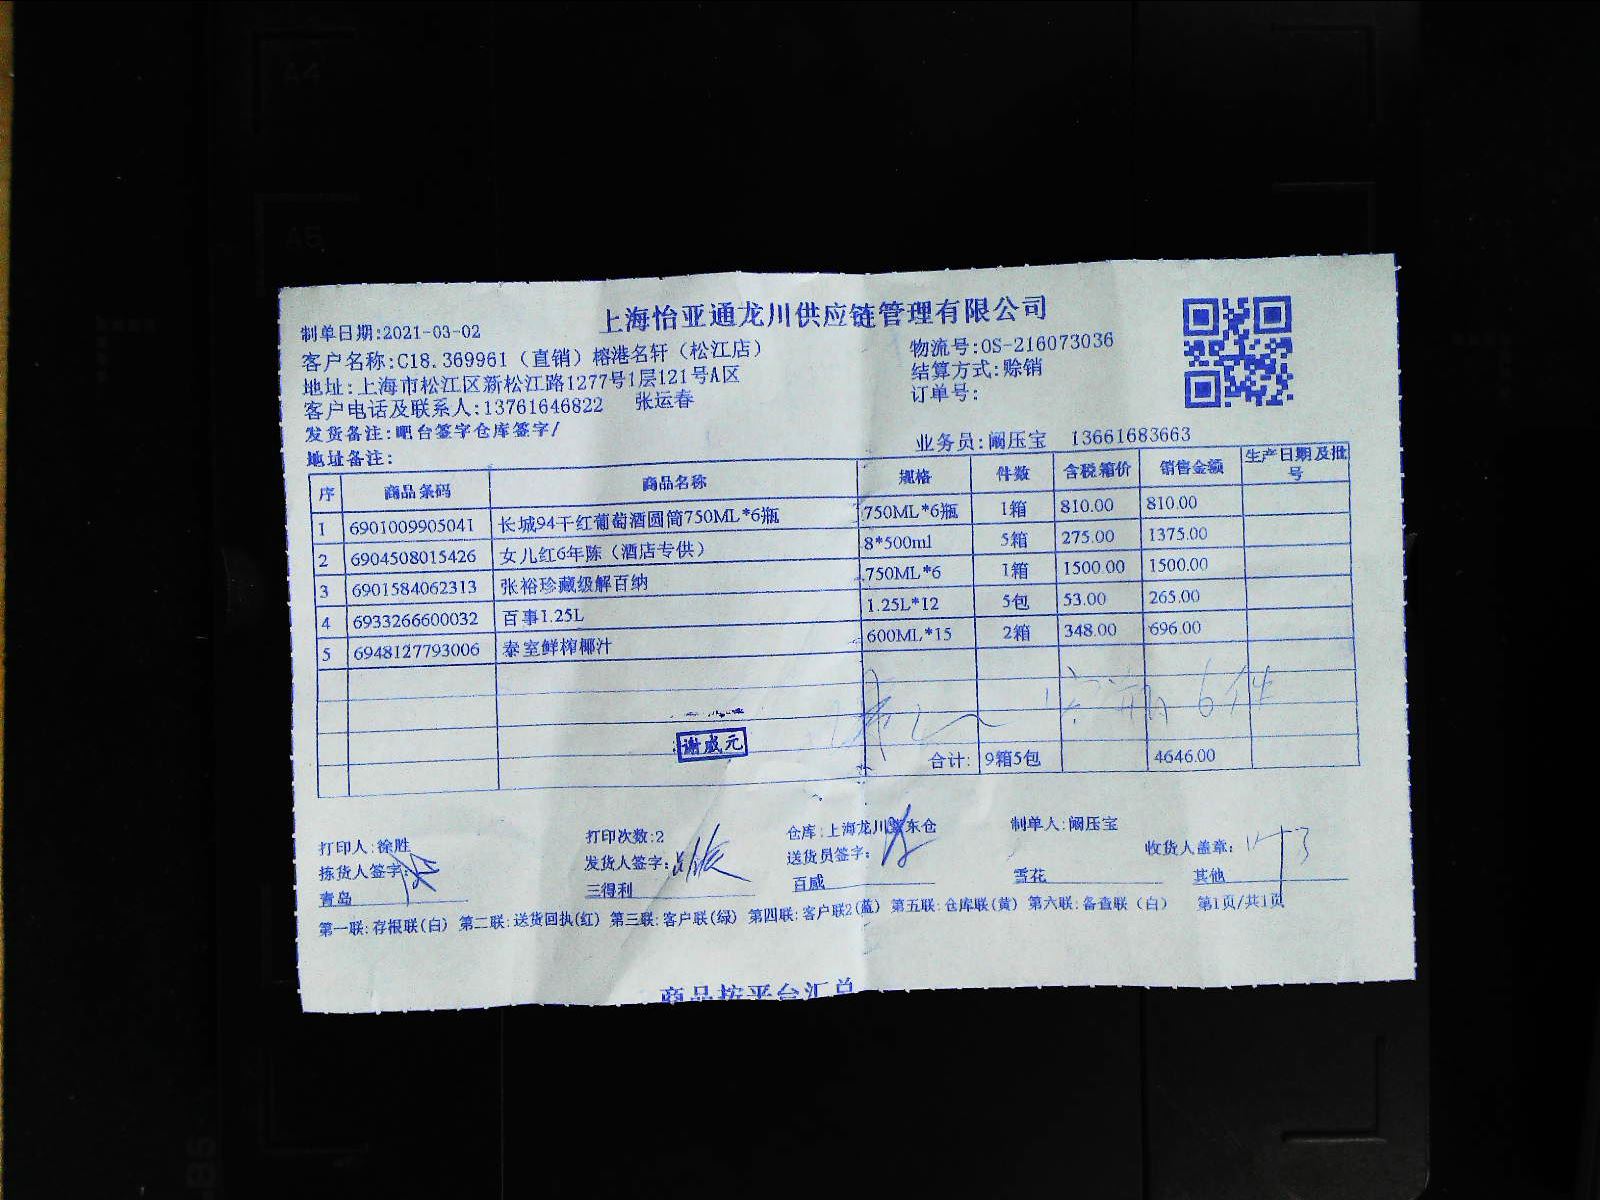 上海怡亚通龙川供应链管理有限公司
制单日期:2021-03-02
客户名称:C18.369961（直销）榕港名轩（松江店） 物流号:OS-216073036
地址:上海市松江区新松江路1277号1层121号A区 结算方式:赊销
客户电话及联系人:13761646822 张运春 订单号:
发货备注:吧台签字仓库签字/
地址备注: 业务员:阚压宝 13661683663
序 商品条码 商品名称 规格 件数 含税箱价 销售金额 生产日期及批号
1 6901009905041 长城94干红葡萄酒圆筒750ML*6瓶 750ML*6瓶 1箱 810.00 810.00
2 6904508015426 女儿红6年陈（酒店专供） 8*500ml 5箱 275.00 1375.00
3 6901584062313 张裕珍藏级解百纳 750ML*6 1箱 1500.00 1500.00
4 6933266600032 百事1.25L 1.25L*12 5包 53.00 265.00
5 6948127793006 泰室鲜榨椰汁 600ML*15 2箱 348.00 696.00
6件
谢威元
合计: 9箱5包 4646.00
打印人:徐胜 打印次数:2 仓库:上海龙川浦东仓 制单人:阚压宝
拣货人签字: 发货人签字: 送货员签字: 收货人盖章:
青岛 三得利 百威 雪花 其他
第一联:存根联(白) 第二联:送货回执(红) 第三联:客户联(绿) 第四联:客户联2(蓝) 第五联:仓库联(黄) 第六联:备查联（白） 第1页/共1页
商品按平台汇总
A4
A5